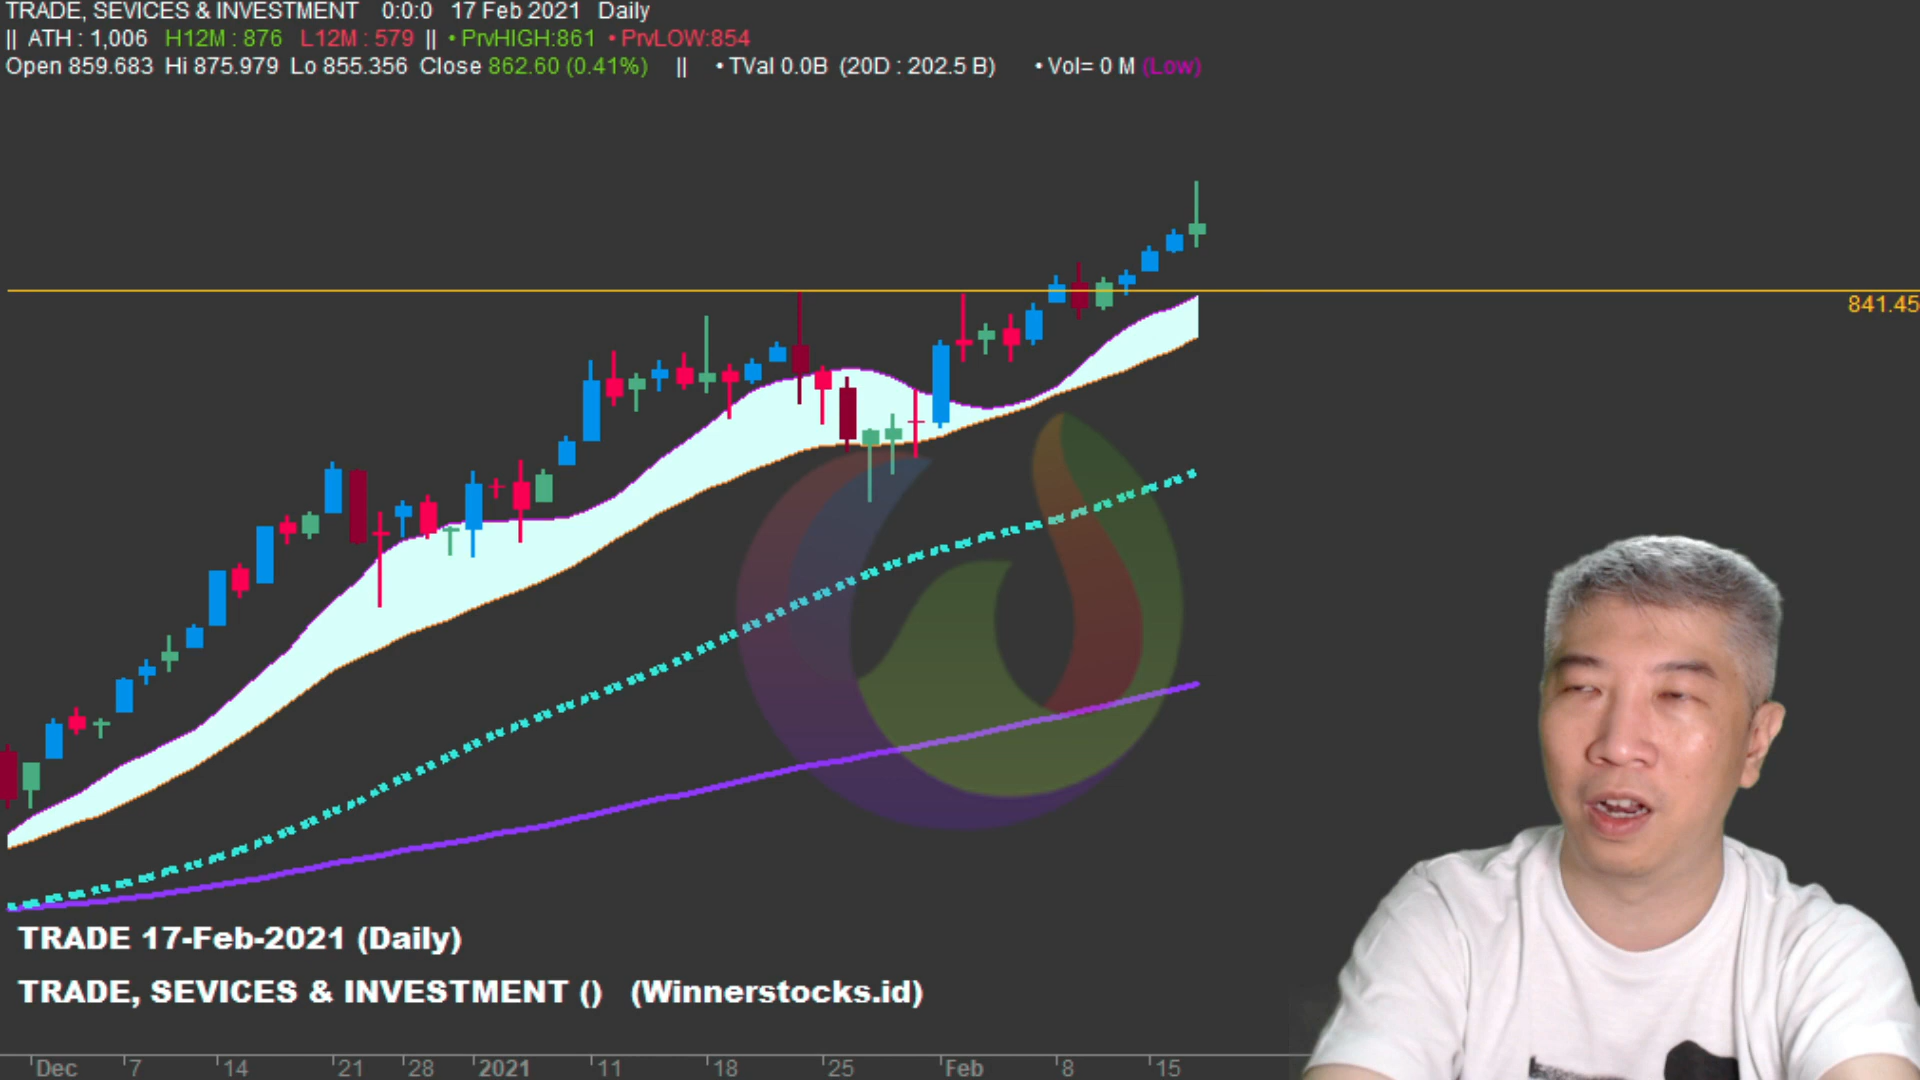 TRADE, SEVICES & INVESTMENT 0:0:0 17 Feb 2021 Daily
|| ATH : 1,006 H12M : 876 L12M : 579 || • PrvHIGH:861 • PrvLOW:854
Open 859.683 Hi 875.979 Lo 855.356 Close 862.60 (0.41%) || • TVal 0.0B (20D : 202.5 B) • Vol= 0 M (Low)
841.45
TRADE 17-Feb-2021 (Daily)
TRADE, SEVICES & INVESTMENT () (Winnerstocks.id)
Dec 7 14 21 28 2021 11 18 25 Feb 8 15